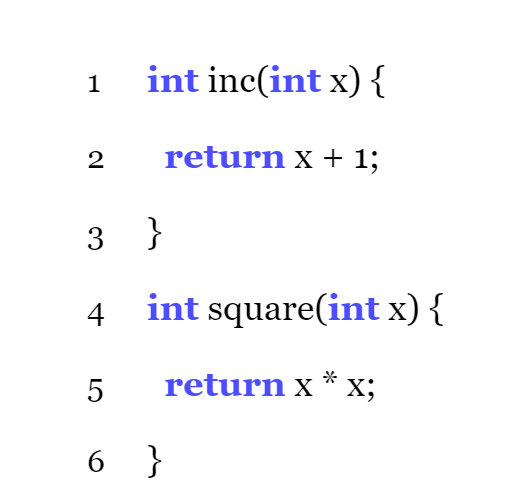 1 int inc(int x) {
2 return x + 1;
3 }
4 int square(int x) {
5 return x * x;
6 }